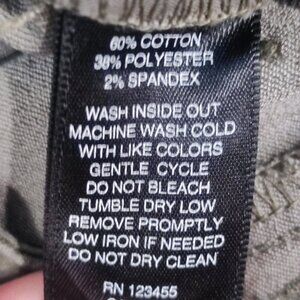 60% COTTON
38% POLYESTER
2% SPANDEX
WASH INSIDE OUT
MACHINE WASH COLD
WITH LIKE COLORS
GENTLE CYCLE
DO NOT BLEACH
TUMBLE DRY LOW
REMOVE PROMPTLY
LOW IRON IF NEEDED
DO NOT DRY CLEAN
RN 123455